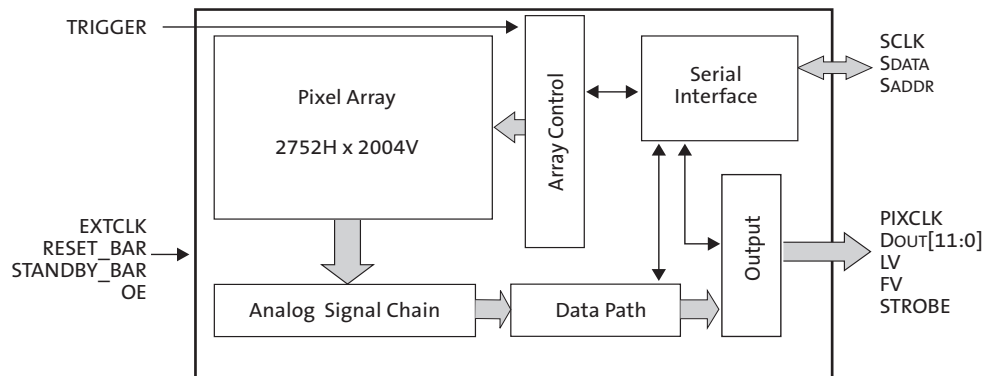 TRIGGER
Pixel Array
2752H x 2004V
Array Control
Serial
Interface
SCLK
SDATA
SADDR
EXTCLK
RESET_BAR
STANDBY_BAR
OE
Analog Signal Chain
Data Path
Output
PIXCLK
DOUT[11:0]
LV
FV
STROBE